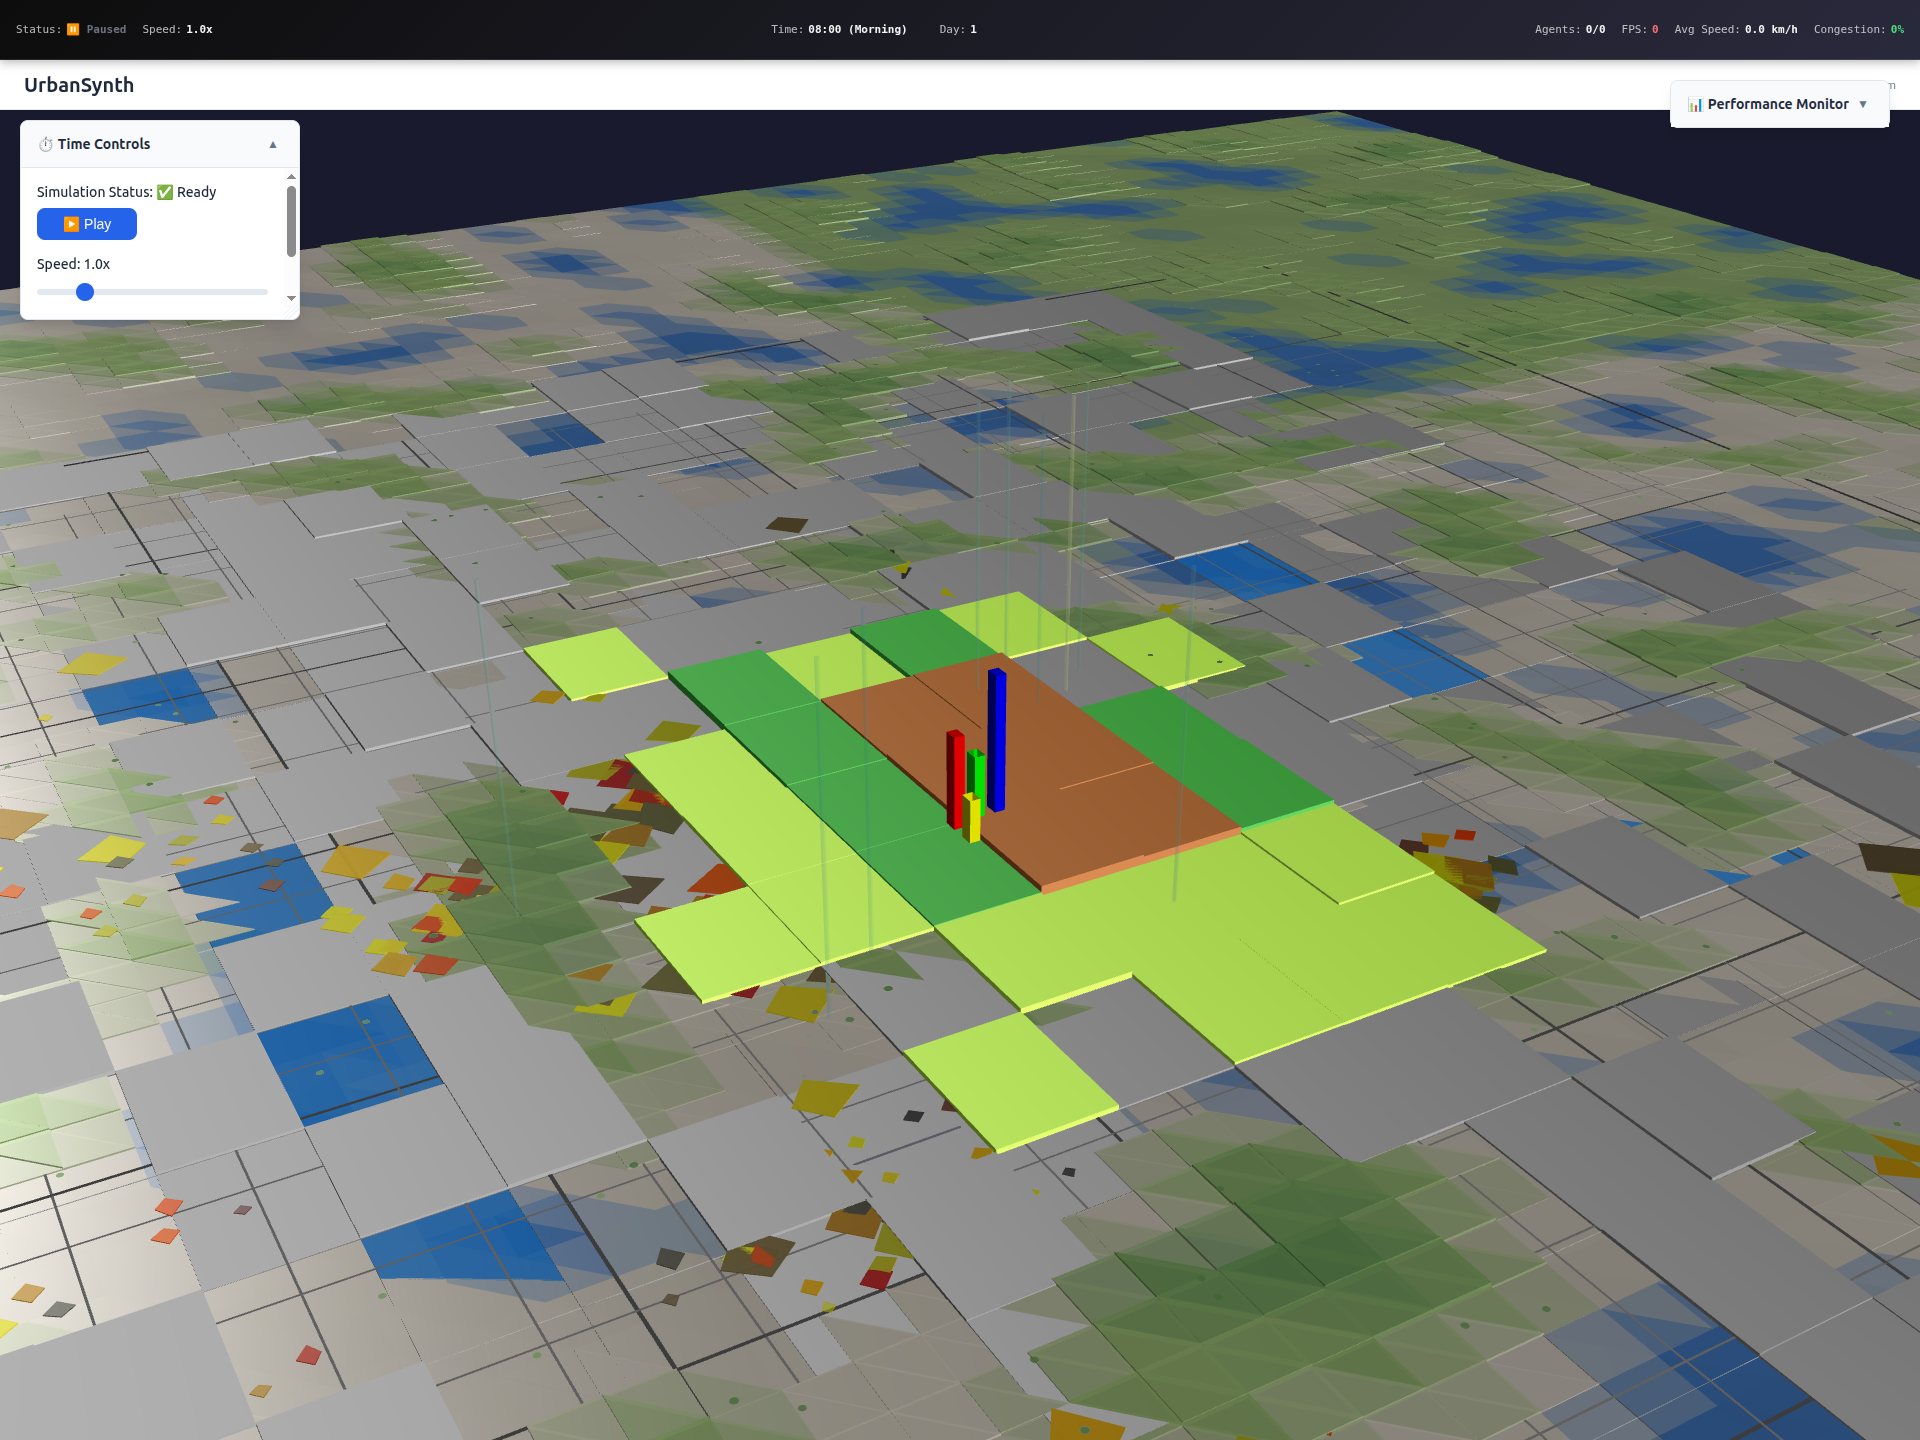 Status: ⏸️ Paused Speed: 1.0x
Time: 08:00 (Morning) Day: 1
Agents: 0/0 FPS: 0 Avg Speed: 0.0 km/h Congestion: 0%
UrbanSynth
📊 Performance Monitor ▼
⏱️ Time Controls ▲
Simulation Status: ✅ Ready
▶️ Play
Speed: 1.0x